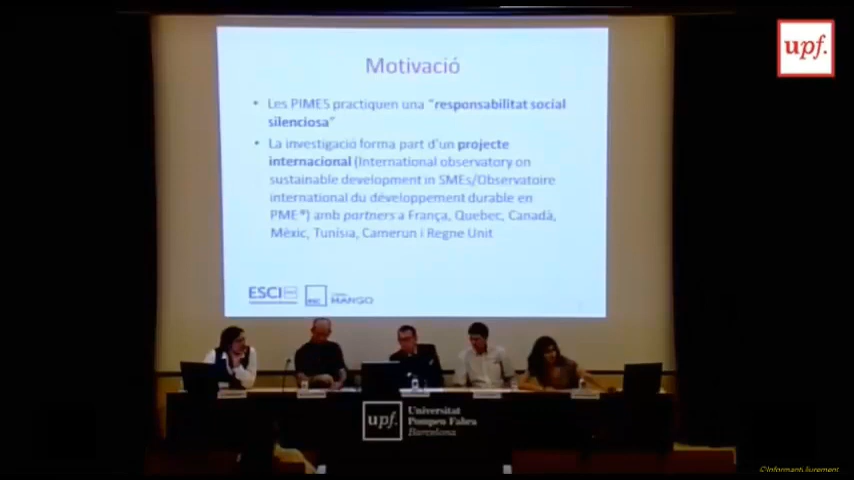 upf.
Motivació
• Les PIMES practiquen una "responsabilitat social
silenciosa"
• La investigació forma part d'un projecte
internacional (International observatory on
sustainable development in SMEs/Observatoire
international du développement durable en
PME®) amb partners a França, Quebec, Canadà,
Mèxic, Tunísia, Camerun i Regne Unit
ESCI
MANGO
upf.
Universitat
Pompeu Fabra
Barcelona